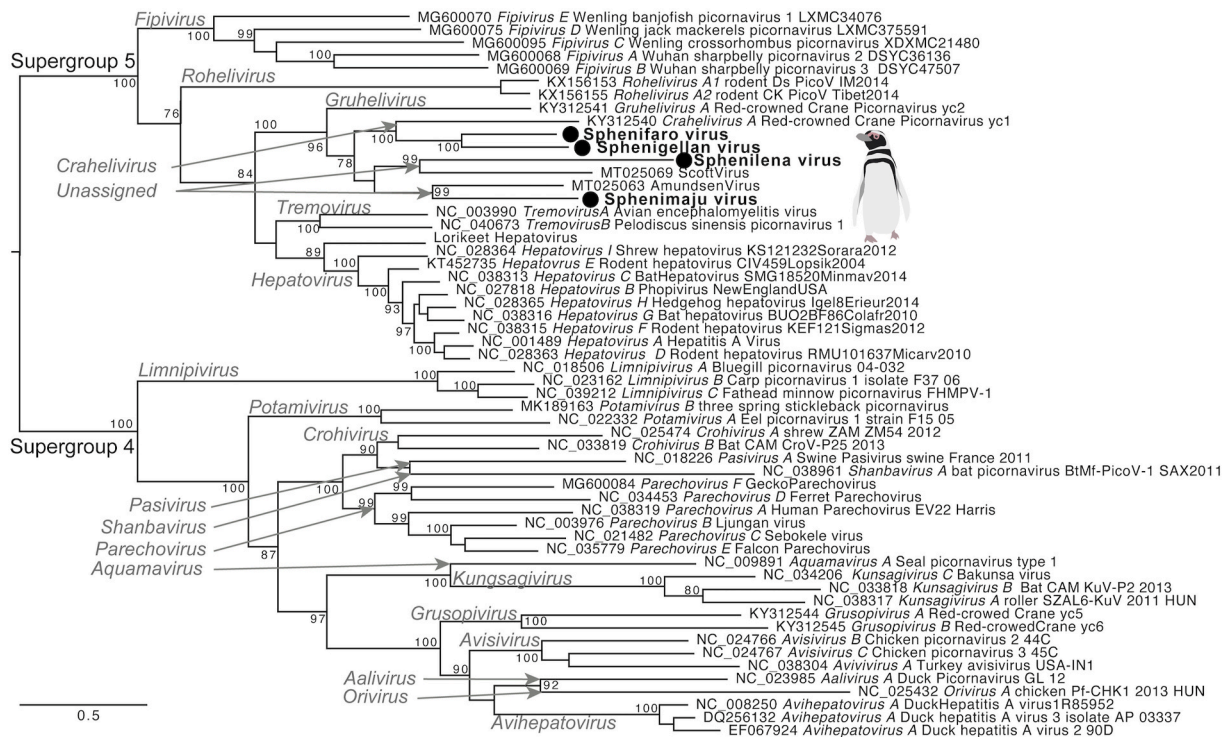 Fipivirus
MG600070 Fipivirus E Wenling banjofish picornavirus 1 LXMC34076
100
99
MG600075 Fipivirus D Wenling jack mackerels picornavirus LXMC375591
MG600095 Fipivirus C Wenling crossorhombus picornavirus XDXMC21480
100
MG600068 Fipivirus A Wuhan sharpbelly picornavirus 2 DSYC36136
Supergroup 5
MG600069 Fipivirus B Wuhan sharpbelly picornavirus 3 DSYC47507
100
Rohelivirus
KX156153 Rohelivirus A1 rodent Ds PicoV IM2014
KX156155 Rohelivirus A2 rodent CK PicoV Tibet2014
76
Gruhelivirus
KY312541 Gruhelivirus A Red-crowned Crane Picornavirus yc2
100
KY312540 Crahelivirus A Red-crowned Crane Picornavirus yc1
100
Sphenifaro virus
96
100
Sphenigellan virus
78
99
Sphenilena virus
Crahelivirus
84
MT025069 ScottVirus
Unassigned
99
MT025063 AmundsenVirus
Sphenimaju virus
Tremovirus
NC_003990 TremovirusA Avian encephalomyelitis virus
100
NC_040673 TremovirusB Pelodiscus sinensis picornavirus 1
Lorikeet Hepatovirus
89
NC_028364 Hepatovirus I Shrew hepatovirus KS121232Sorara2012
100
KT452735 Hepatovrus E Rodent hepatovirus CIV459Lopsik2004
Hepatovirus
NC_038313 Hepatovirus C BatHepatovirus SMG18520Minmav2014
100
NC_027818 Hepatovirus B Phopivirus NewEnglandUSA
NC_028365 Hepatovirus H Hedgehog hepatovirus Igel8Erieur2014
93
NC_038316 Hepatovirus G Bat hepatovirus BUO2BF86Colafr2010
97
NC_038315 Hepatovirus F Rodent hepatovirus KEF121Sigmas2012
NC_001489 Hepatovirus A Hepatitis A Virus
100
NC_028363 Hepatovirus D Rodent hepatovirus RMU101637Micarv2010
Limnipivirus
NC_018506 Limnipivirus A Bluegill picornavirus 04-032
100
NC_023162 Limnipivirus B Carp picornavirus 1 isolate F37 06
100
NC_039212 Limnipivirus C Fathead minnow picornavirus FHMPV-1
Potamivirus
100
MK189163 Potamivirus B three spring stickleback picornavirus
NC_022332 Potamivirus A Eel picornavirus 1 strain F15 05
100
Supergroup 4
Crohivirus
NC_025474 Crohivirus A shrew ZAM ZM54 2012
90
NC_033819 Crohivirus B Bat CAM CroV-P25 2013
NC_018226 Pasivirus A Swine Pasivirus swine France 2011
NC_038961 Shanbavirus A bat picornavirus BtMf-PicoV-1 SAX2011
100
100
99
MG600084 Parechovirus F GeckoParechovirus
Pasivirus
NC_034453 Parechovirus D Ferret Parechovirus
99
NC_038319 Parechovirus A Human Parechovirus EV22 Harris
Shanbavirus
99
100
NC_003976 Parechovirus B Ljungan virus
NC_021482 Parechovirus C Sebokele virus
Parechovirus
NC_035779 Parechovirus E Falcon Parechovirus
87
Aquamavirus
NC_009891 Aquamavirus A Seal picornavirus type 1
100
Kungsagivirus
100
NC_034206 Kunsagivirus C Bakunsa virus
80
NC_033818 Kunsagivirus B Bat CAM KuV-P2 2013
NC_038317 Kunsagivirus A roller SZAL6-KuV 2011 HUN
97
Grusopivirus
KY312544 Grusopivirus A Red-crowed Crane yc5
100
KY312545 Grusopivirus B Red-crowedCrane yc6
100
Avisivirus
NC_024766 Avisivirus B Chicken picornavirus 2 44C
100
NC_024767 Avisivirus C Chicken picornavirus 3 45C
90
NC_038304 Avivivirus A Turkey avisivirus USA-IN1
Aalivirus
NC_023985 Aalivirus A Duck Picornavirus GL 12
92
Orivirus
NC_025432 Orivirus A chicken Pf-CHK1 2013 HUN
100
NC_008250 Avihepatovirus A DuckHepatitis A virus1R85952
0.5
Avihepatovirus
DQ256132 Avihepatovirus A Duck hepatitis A virus 3 isolate AP 03337
EF067924 Avihepatovirus A Duck hepatitis A virus 2 90D